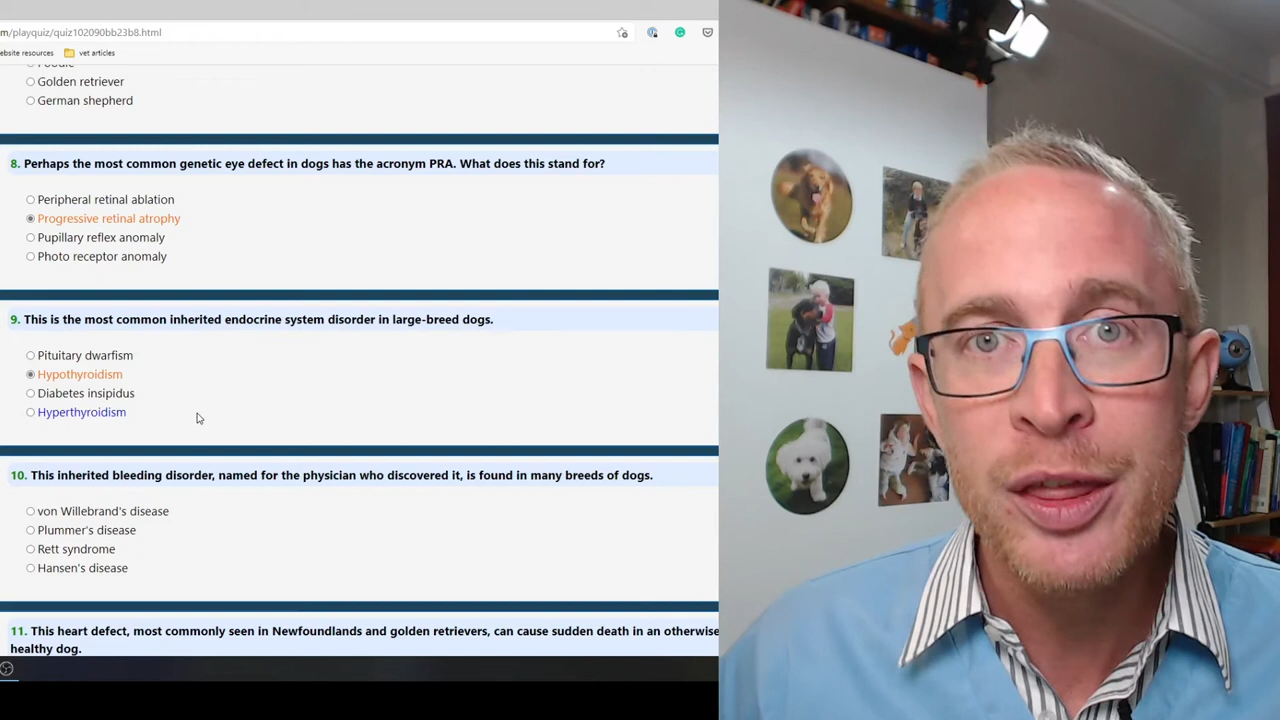 m/playquiz/quiz102090bb23b8.html
ebsite resources vet articles
Poodle
Golden retriever
German shepherd
8. Perhaps the most common genetic eye defect in dogs has the acronym PRA. What does this stand for?
Peripheral retinal ablation
Progressive retinal atrophy
Pupillary reflex anomaly
Photo receptor anomaly
9. This is the most common inherited endocrine system disorder in large-breed dogs.
Pituitary dwarfism
Hypothyroidism
Diabetes insipidus
Hyperthyroidism
10. This inherited bleeding disorder, named for the physician who discovered it, is found in many breeds of dogs.
von Willebrand's disease
Plummer's disease
Rett syndrome
Hansen's disease
11. This heart defect, most commonly seen in Newfoundlands and golden retrievers, can cause sudden death in an otherwise
healthy dog.